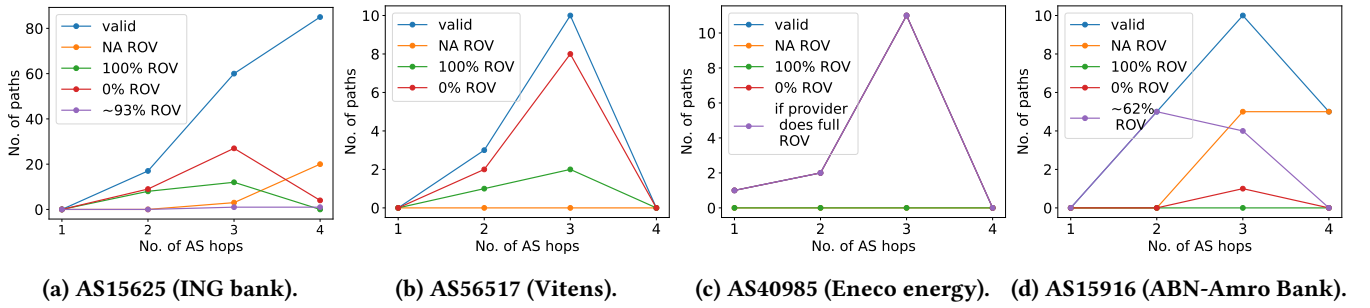 valid
NA ROV
100% ROV
0% ROV
~93% ROV
80
60
40
20
0
No. of paths
1 2 3 4
No. of AS hops
(a) AS15625 (ING bank).
valid
NA ROV
100% ROV
0% ROV
10
8
6
4
2
0
No. of paths
1 2 3 4
No. of AS hops
(b) AS56517 (Vitens).
valid
NA ROV
100% ROV
0% ROV
if provider
does full
ROV
10
8
6
4
2
0
No. of paths
1 2 3 4
No. of AS hops
(c) AS40985 (Eneco energy).
valid
NA ROV
100% ROV
0% ROV
~62%
ROV
10
8
6
4
2
0
No. of paths
1 2 3 4
No. of AS hops
(d) AS15916 (ABN-Amro Bank).